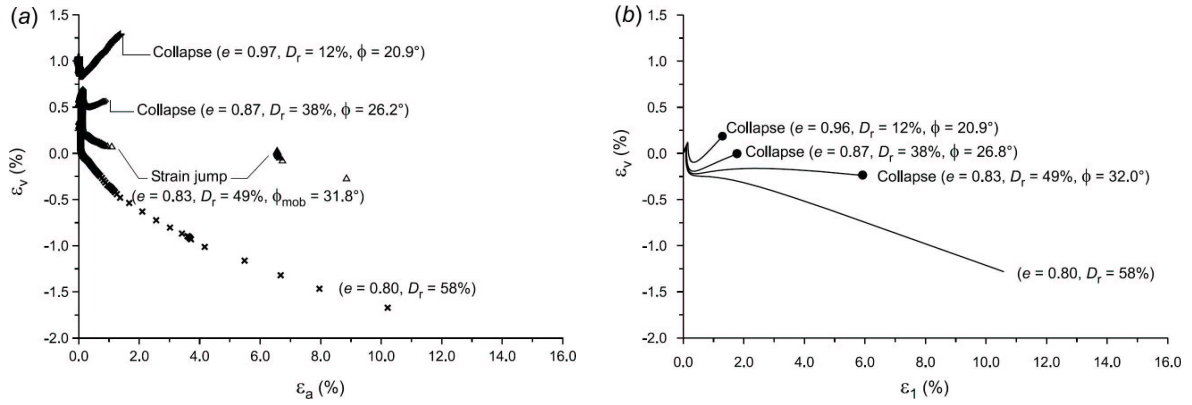 (a)
1.5
1.0
0.5
0.0
-0.5
-1.0
-1.5
-2.0
εv (%)
Collapse (e = 0.97, Dr = 12%, ϕ = 20.9°)
Collapse (e = 0.87, Dr = 38%, ϕ = 26.2°)
Strain jump
(e = 0.83, Dr = 49%, ϕmob = 31.8°)
(e = 0.80, Dr = 58%)
0.0 2.0 4.0 6.0 8.0 10.0 12.0 14.0 16.0
εa (%)
(b)
1.5
1.0
0.5
0.0
-0.5
-1.0
-1.5
-2.0
εv (%)
Collapse (e = 0.96, Dr = 12%, ϕ = 20.9°)
Collapse (e = 0.87, Dr = 38%, ϕ = 26.8°)
Collapse (e = 0.83, Dr = 49%, ϕ = 32.0°)
(e = 0.80, Dr = 58%)
0.0 2.0 4.0 6.0 8.0 10.0 12.0 14.0 16.0
ε1 (%)